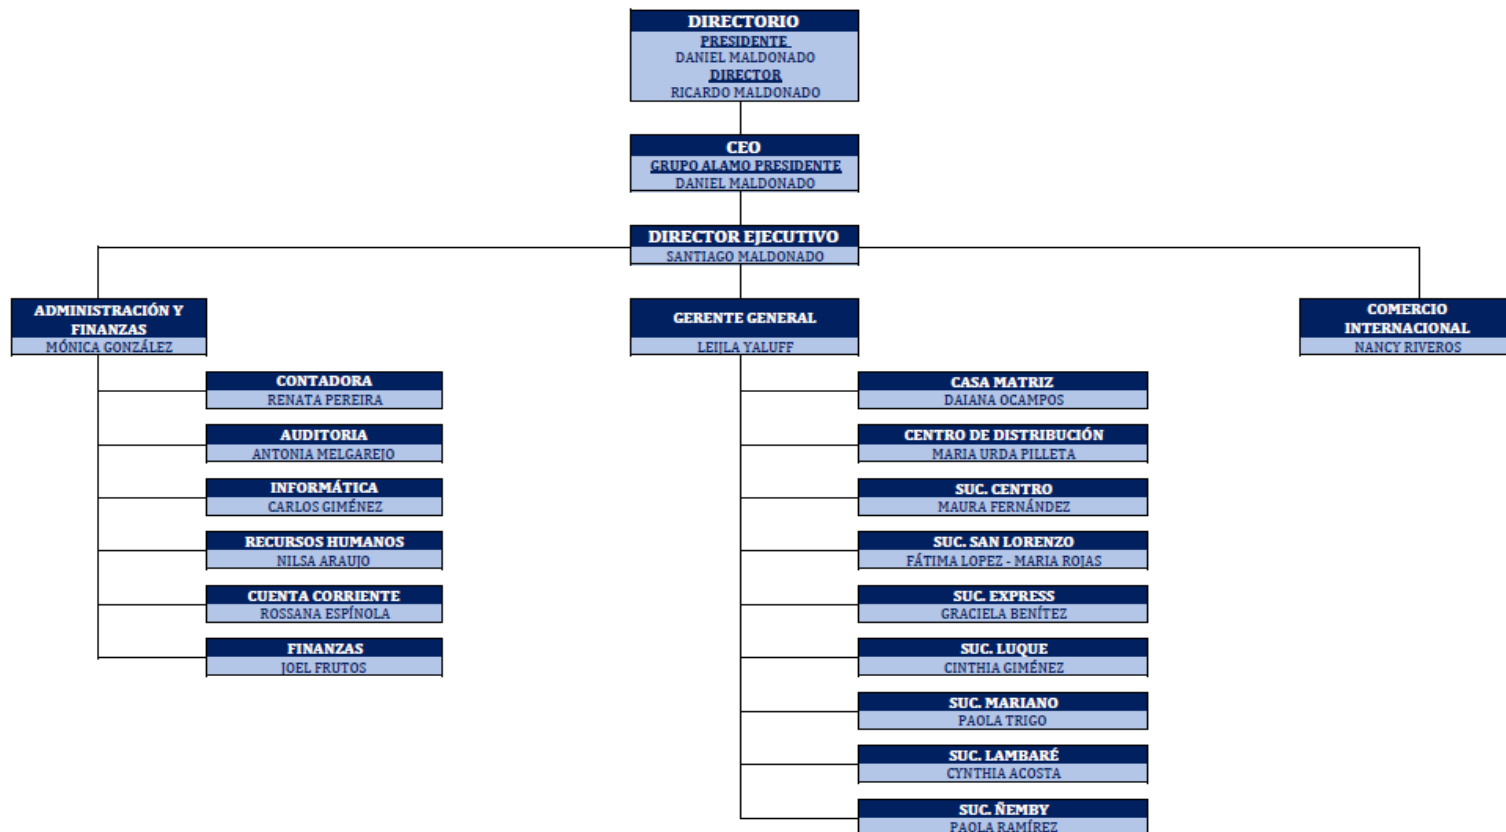 DIRECTORIO
PRESIDENTE
DANIEL MALDONADO
DIRECTOR
RICARDO MALDONADO
CEO
GRUPO ALAMO PRESIDENTE
DANIEL MALDONADO
DIRECTOR EJECUTIVO
SANTIAGO MALDONADO
ADMINISTRACIÓN Y
FINANZAS
MÓNICA GONZÁLEZ
CONTADORA
RENATA PEREIRA
AUDITORIA
ANTONIA MELGAREJO
INFORMÁTICA
CARLOS GIMÉNEZ
RECURSOS HUMANOS
NILSA ARAUJO
CUENTA CORRIENTE
ROSSANA ESPÍNOLA
FINANZAS
JOEL FRUTOS
GERENTE GENERAL
LEIJLA YALUFF
CASA MATRIZ
DAIANA OCAMPOS
CENTRO DE DISTRIBUCIÓN
MARIA URDA PILLETA
SUC. CENTRO
MAURA FERNÁNDEZ
SUC. SAN LORENZO
FÁTIMA LOPEZ - MARIA ROJAS
SUC. EXPRESS
GRACIELA BENÍTEZ
SUC. LUQUE
CINTHIA GIMÉNEZ
SUC. MARIANO
PAOLA TRIGO
SUC. LAMBARÉ
CYNTHIA ACOSTA
SUC. ÑEMBY
PAOLA RAMÍREZ
COMERCIO
INTERNACIONAL
NANCY RIVEROS